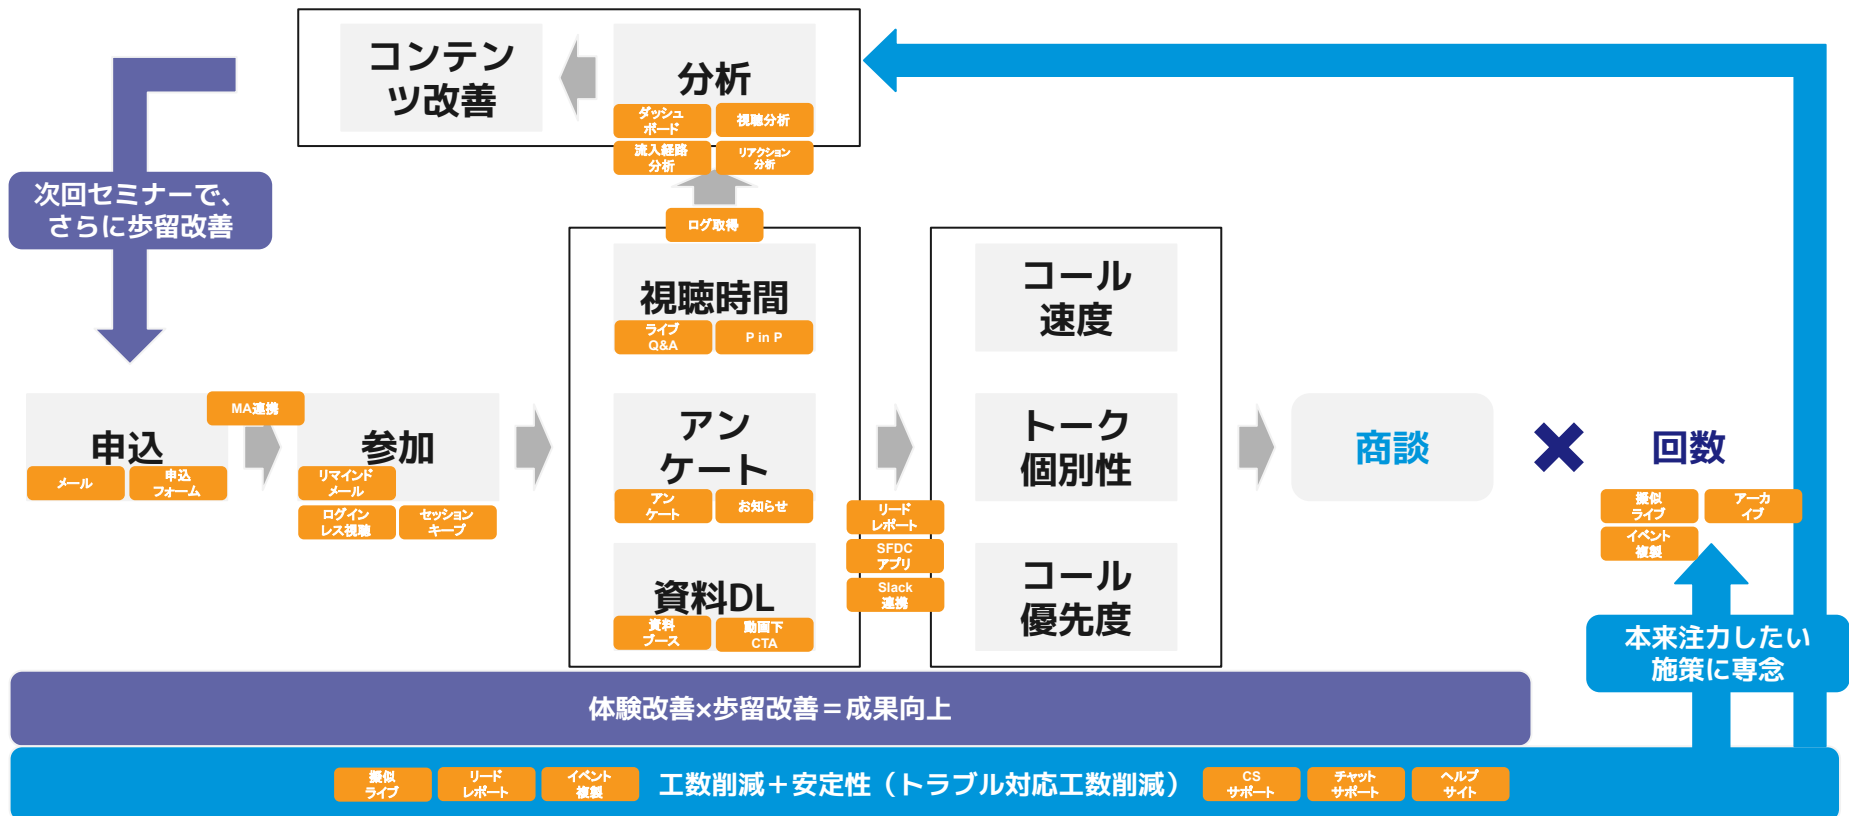 コンテン
ツ改善
分析
ダッシュ
ボード
視聴分析
流入経路
分析
リアクション
分析
次回セミナーで、
さらに歩留改善
ログ取得
視聴時間
ライブ
Q&A
P in P
コール
速度
MA連携
申込
メール
申込
フォーム
参加
リマインド
メール
ログイン
レス視聴
セッション
キープ
アン
ケート
アン
ケート
お知らせ
トーク
個別性
商談
回数
擬似
ライブ
アーカ
イブ
イベント
複製
リード
レポート
SFDC
アプリ
Slack
連携
資料DL
資料
ブース
動画下
CTA
コール
優先度
本来注力したい
施策に専念
体験改善×歩留改善＝成果向上
擬似
ライブ
リード
レポート
イベント
複製
工数削減＋安定性（トラブル対応工数削減）
CS
サポート
チャット
サポート
ヘルプ
サイト